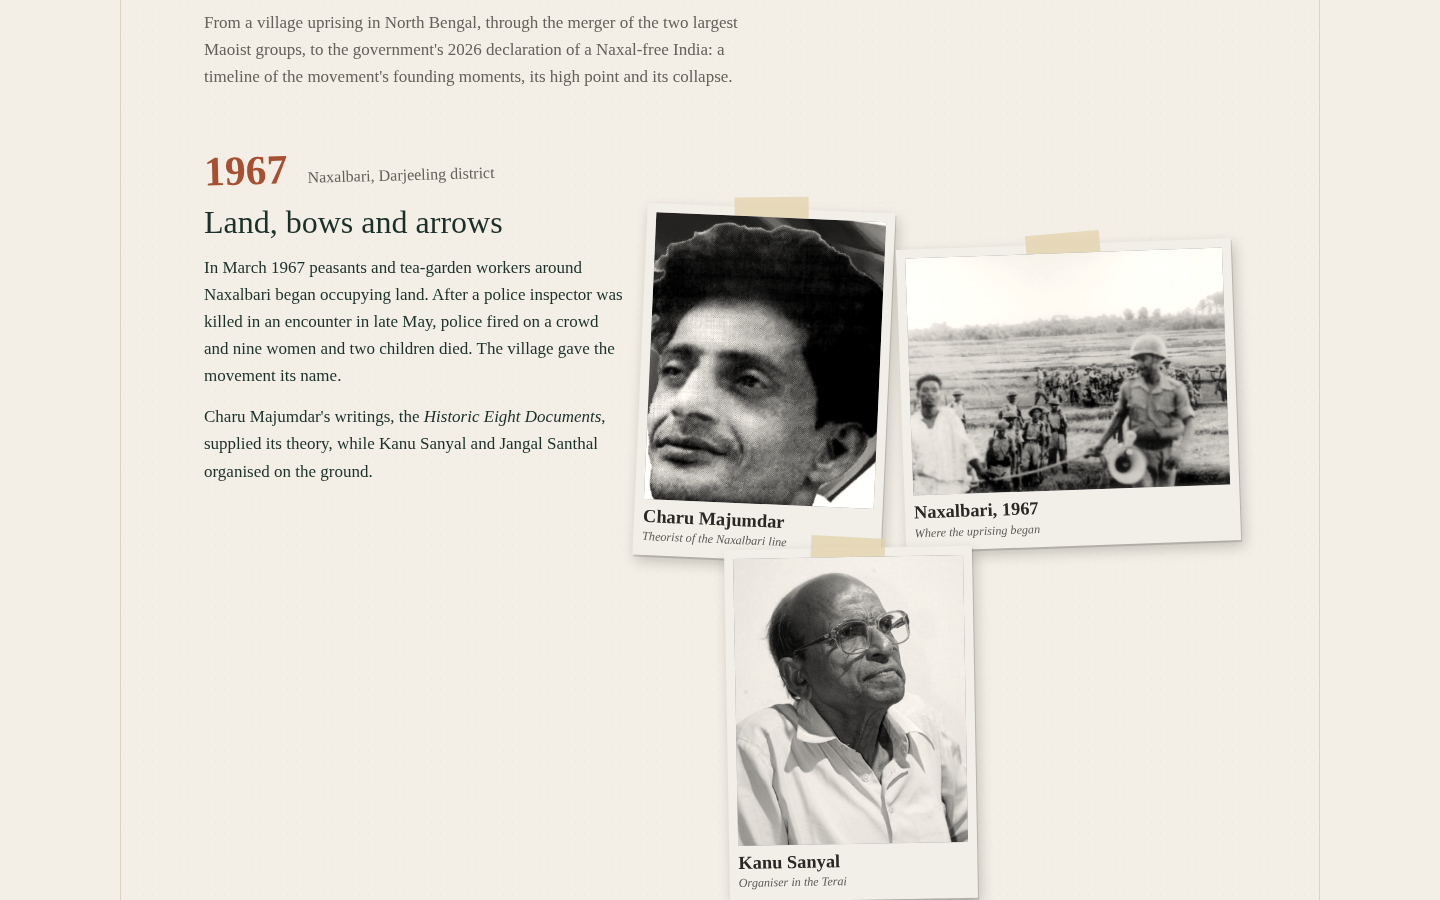 From a village uprising in North Bengal, through the merger of the two largest
Maoist groups, to the government's 2026 declaration of a Naxal-free India: a
timeline of the movement's founding moments, its high point and its collapse.
1967 Naxalbari, Darjeeling district
Land, bows and arrows
In March 1967 peasants and tea-garden workers around
Naxalbari began occupying land. After a police inspector was
killed in an encounter in late May, police fired on a crowd
and nine women and two children died. The village gave the
movement its name.
Charu Majumdar's writings, the Historic Eight Documents,
supplied its theory, while Kanu Sanyal and Jangal Santhal
organised on the ground.
Charu Majumdar
Theorist of the Naxalbari line
Naxalbari, 1967
Where the uprising began
Kanu Sanyal
Organiser in the Terai